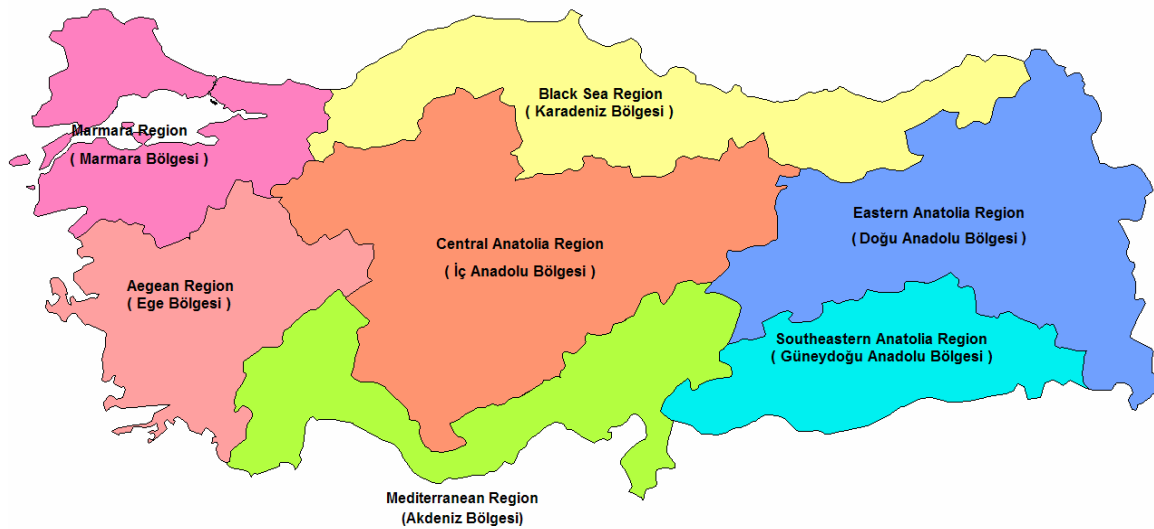 Black Sea Region
( Karadeniz Bölgesi )
Marmara Region
( Marmara Bölgesi )
Eastern Anatolia Region
( Doğu Anadolu Bölgesi )
Central Anatolia Region
( İç Anadolu Bölgesi )
Aegean Region
( Ege Bölgesi )
Southeastern Anatolia Region
( Güneydoğu Anadolu Bölgesi )
Mediterranean Region
(Akdeniz Bölgesi)